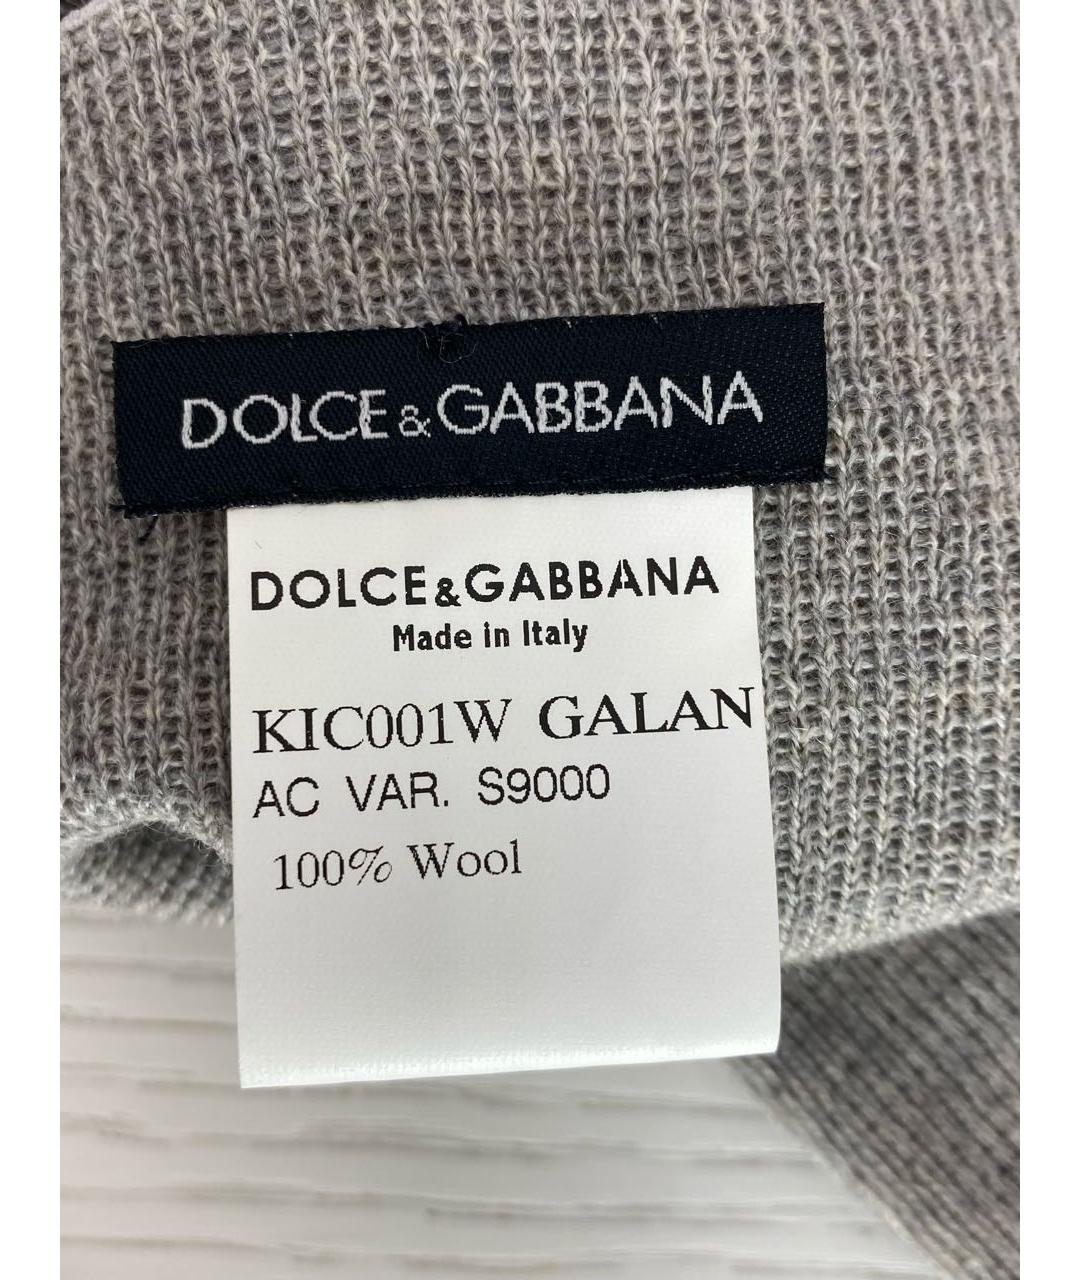 DOLCE & GABBANA
DOLCE&GABBANA
Made in Italy
KIC001W GALAN
AC VAR. S9000
100% Wool